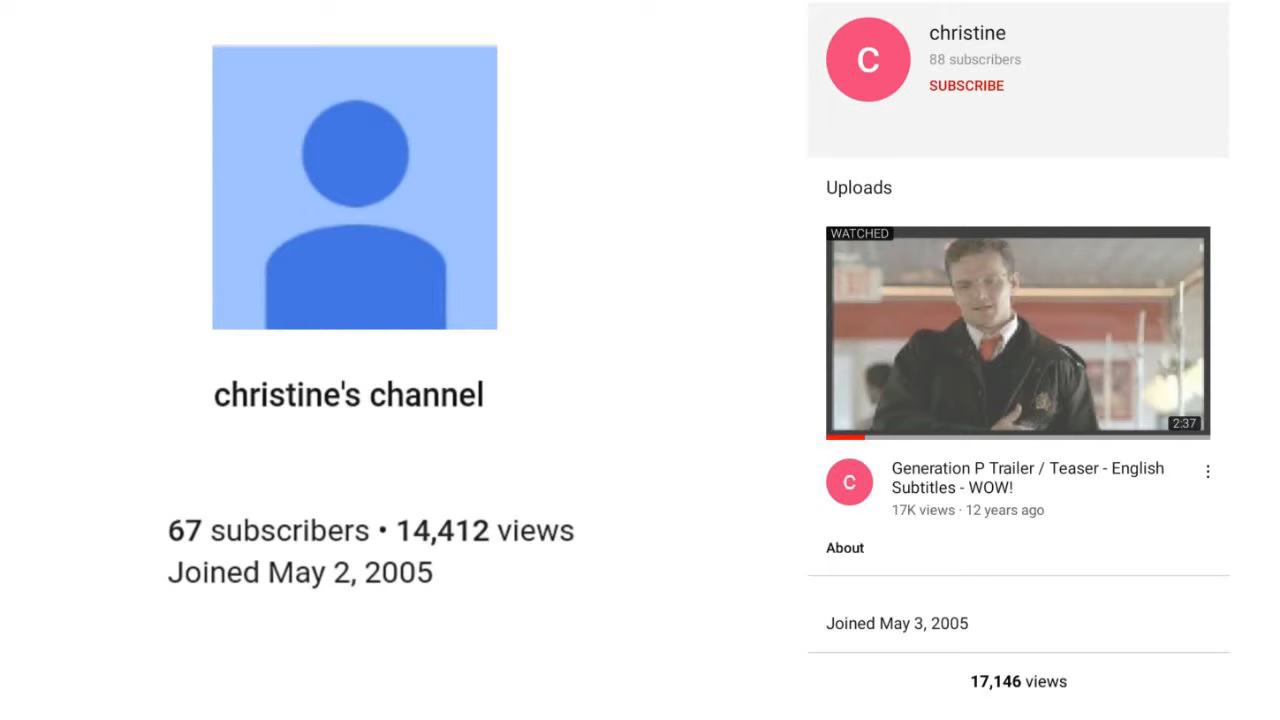 christine's channel
67 subscribers • 14,412 views
Joined May 2, 2005
C
christine
88 subscribers
SUBSCRIBE
Uploads
WATCHED
2:37
C
Generation P Trailer / Teaser - English
Subtitles - WOW!
17K views · 12 years ago
About
Joined May 3, 2005
17,146 views